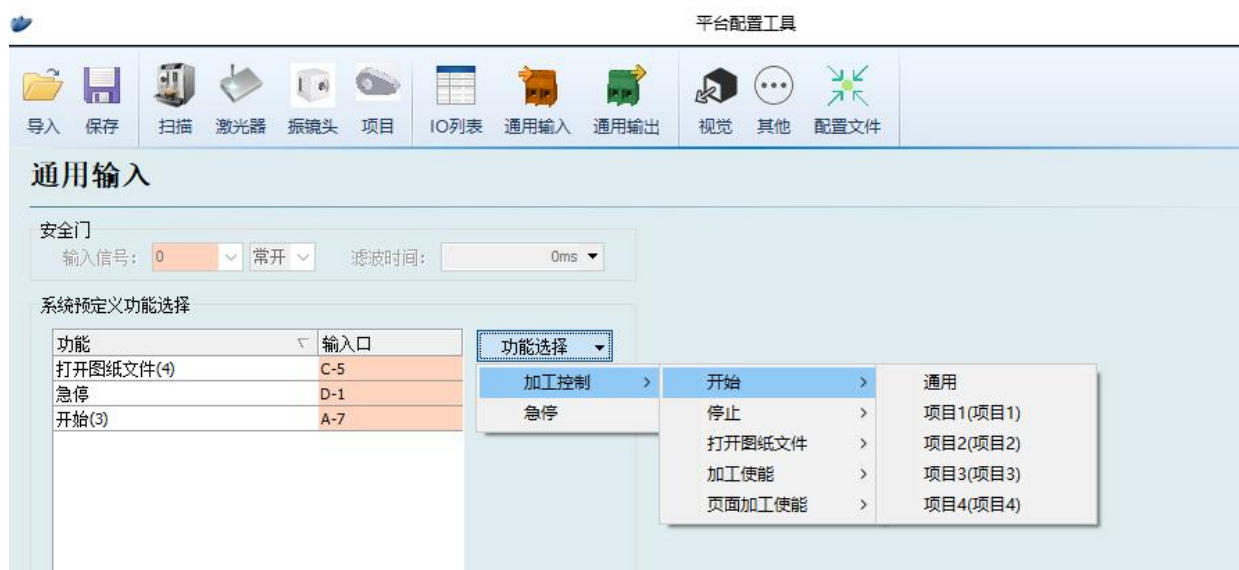 平台配置工具
导入 保存 扫描 激光器 振镜头 项目 IO列表 通用输入 通用输出 视觉 其他 配置文件
通用输入
安全门
输入信号： 0 常开 滤波时间： 0ms
系统预定义功能选择
功能 输入口
打开图纸文件(4) C-5
急停 D-1
开始(3) A-7
功能选择
加工控制
急停
开始
停止
打开图纸文件
加工使能
页面加工使能
通用
项目1(项目1)
项目2(项目2)
项目3(项目3)
项目4(项目4)